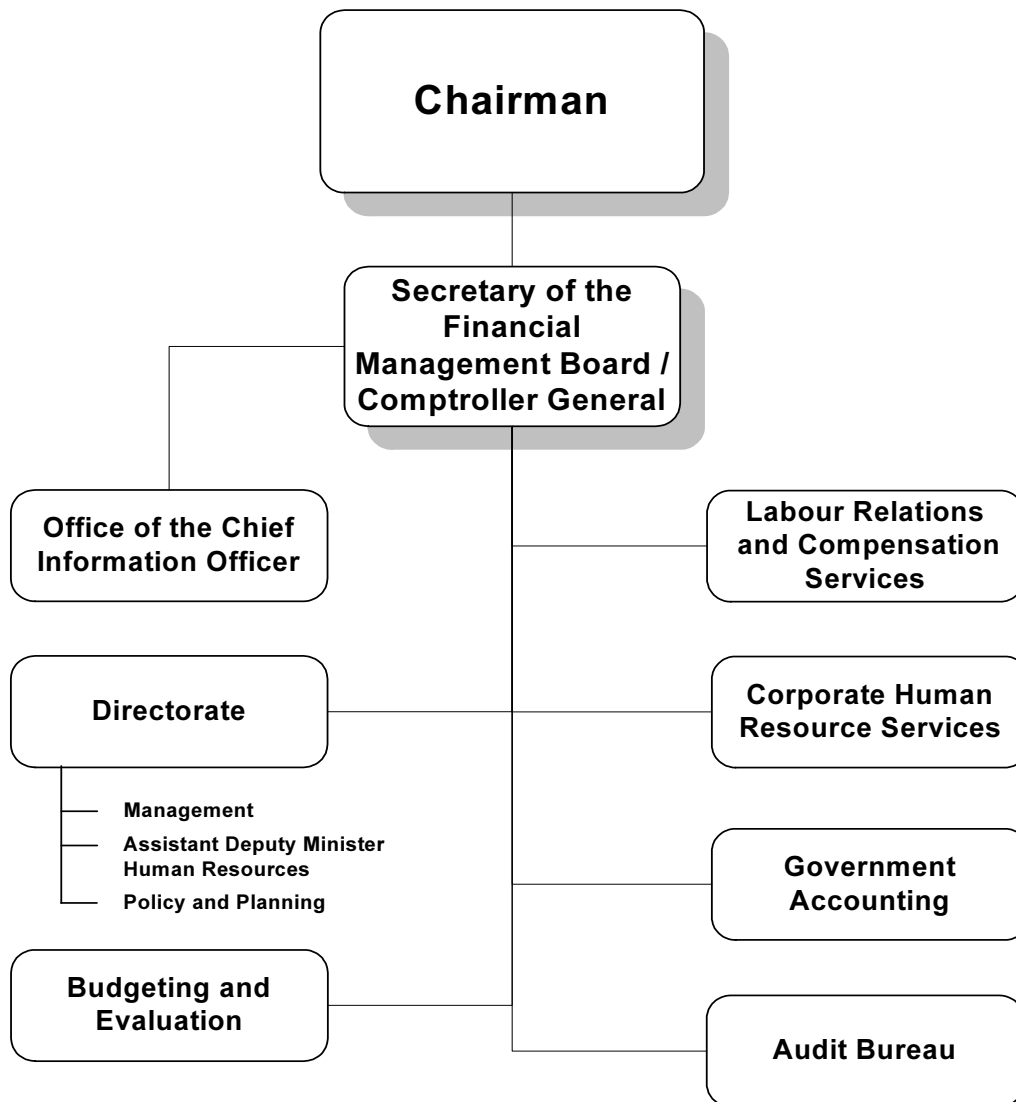 Chairman
Secretary of the
Financial
Management Board /
Comptroller General
Office of the Chief
Information Officer
Labour Relations
and Compensation
Services
Directorate
Corporate Human
Resource Services
Management
Assistant Deputy Minister
Human Resources
Policy and Planning
Government
Accounting
Budgeting and
Evaluation
Audit Bureau